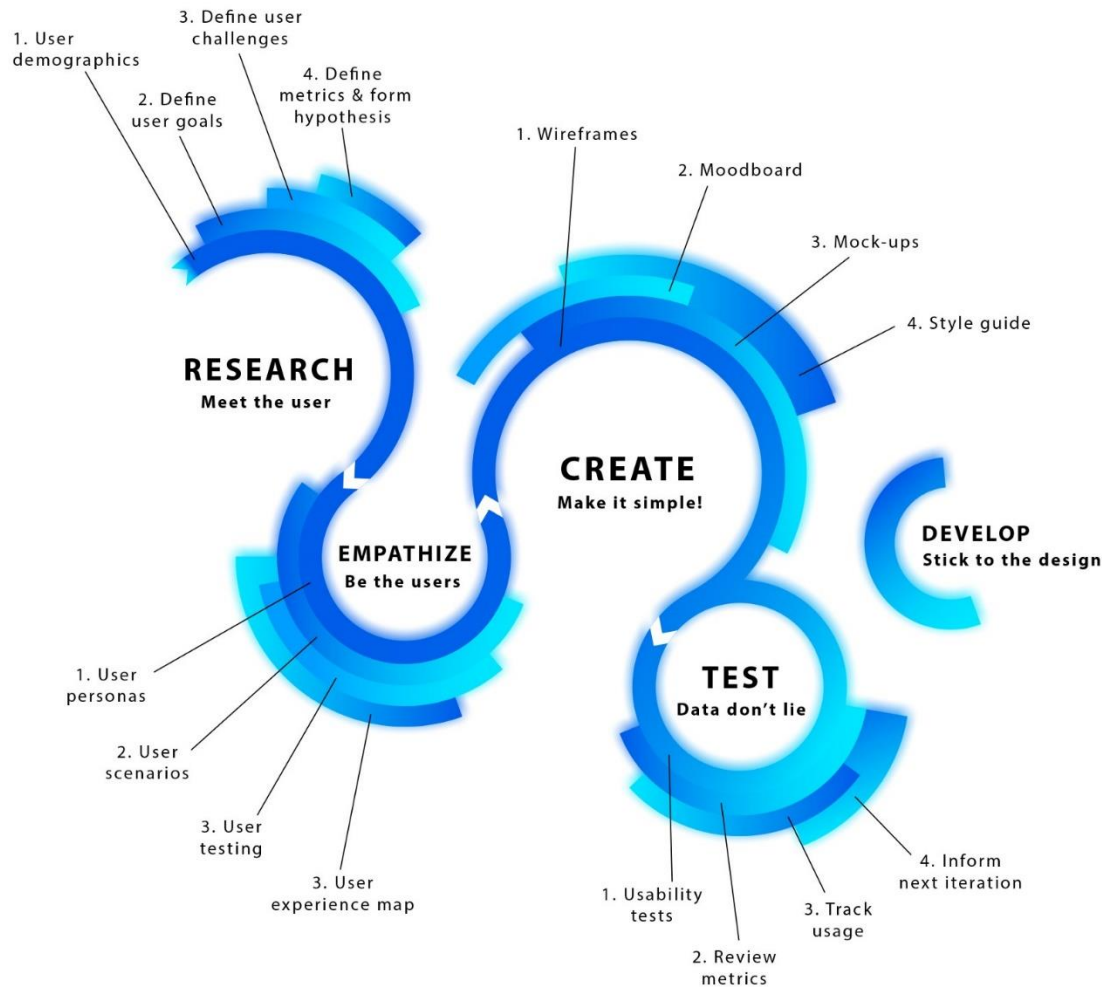 1. User
demographics
2. Define
user goals
3. Define user
challenges
4. Define
metrics & form
hypothesis
RESEARCH
Meet the user
EMPATHIZE
Be the users
1. User
personas
2. User
scenarios
3. User
testing
3. User
experience map
1. Wireframes
2. Moodboard
3. Mock-ups
4. Style guide
CREATE
Make it simple!
TEST
Data don't lie
1. Usability
tests
2. Review
metrics
3. Track
usage
4. Inform
next iteration
DEVELOP
Stick to the design